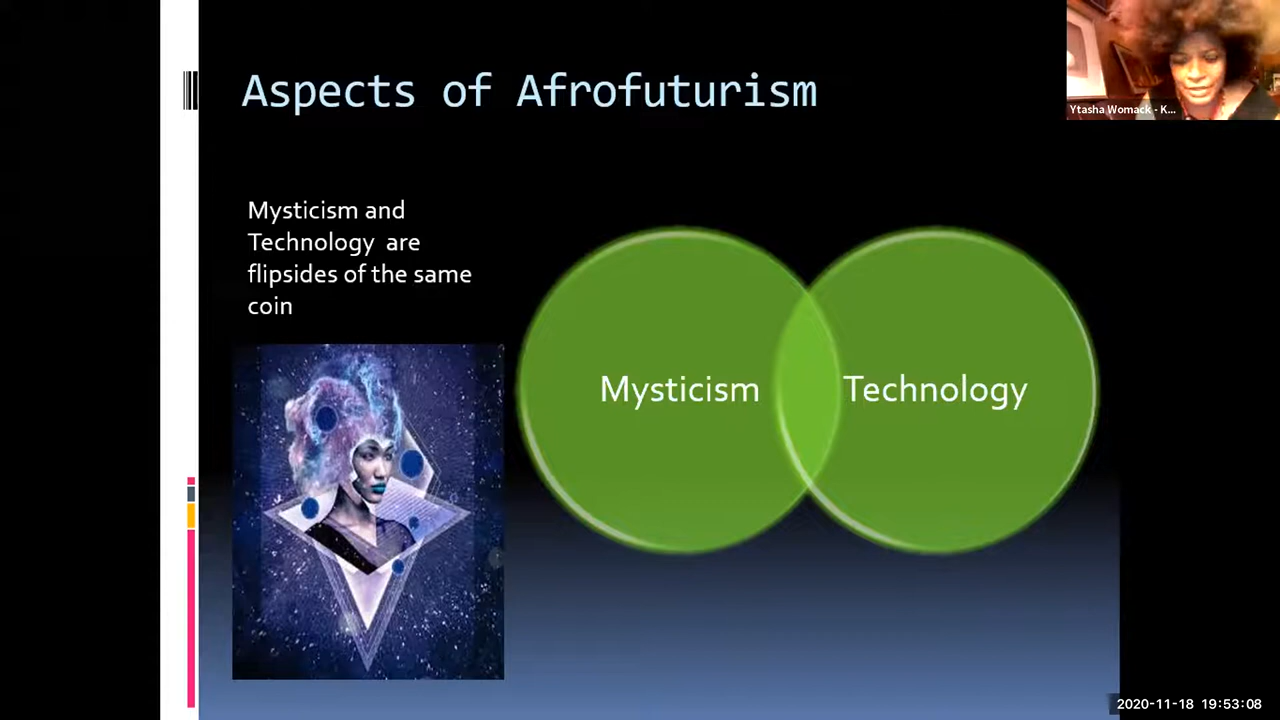 Aspects of Afrofuturism
Ytasha Womack - K...
Mysticism and
Technology are
flipsides of the same
coin
Mysticism
Technology
2020-11-18 19:53:08